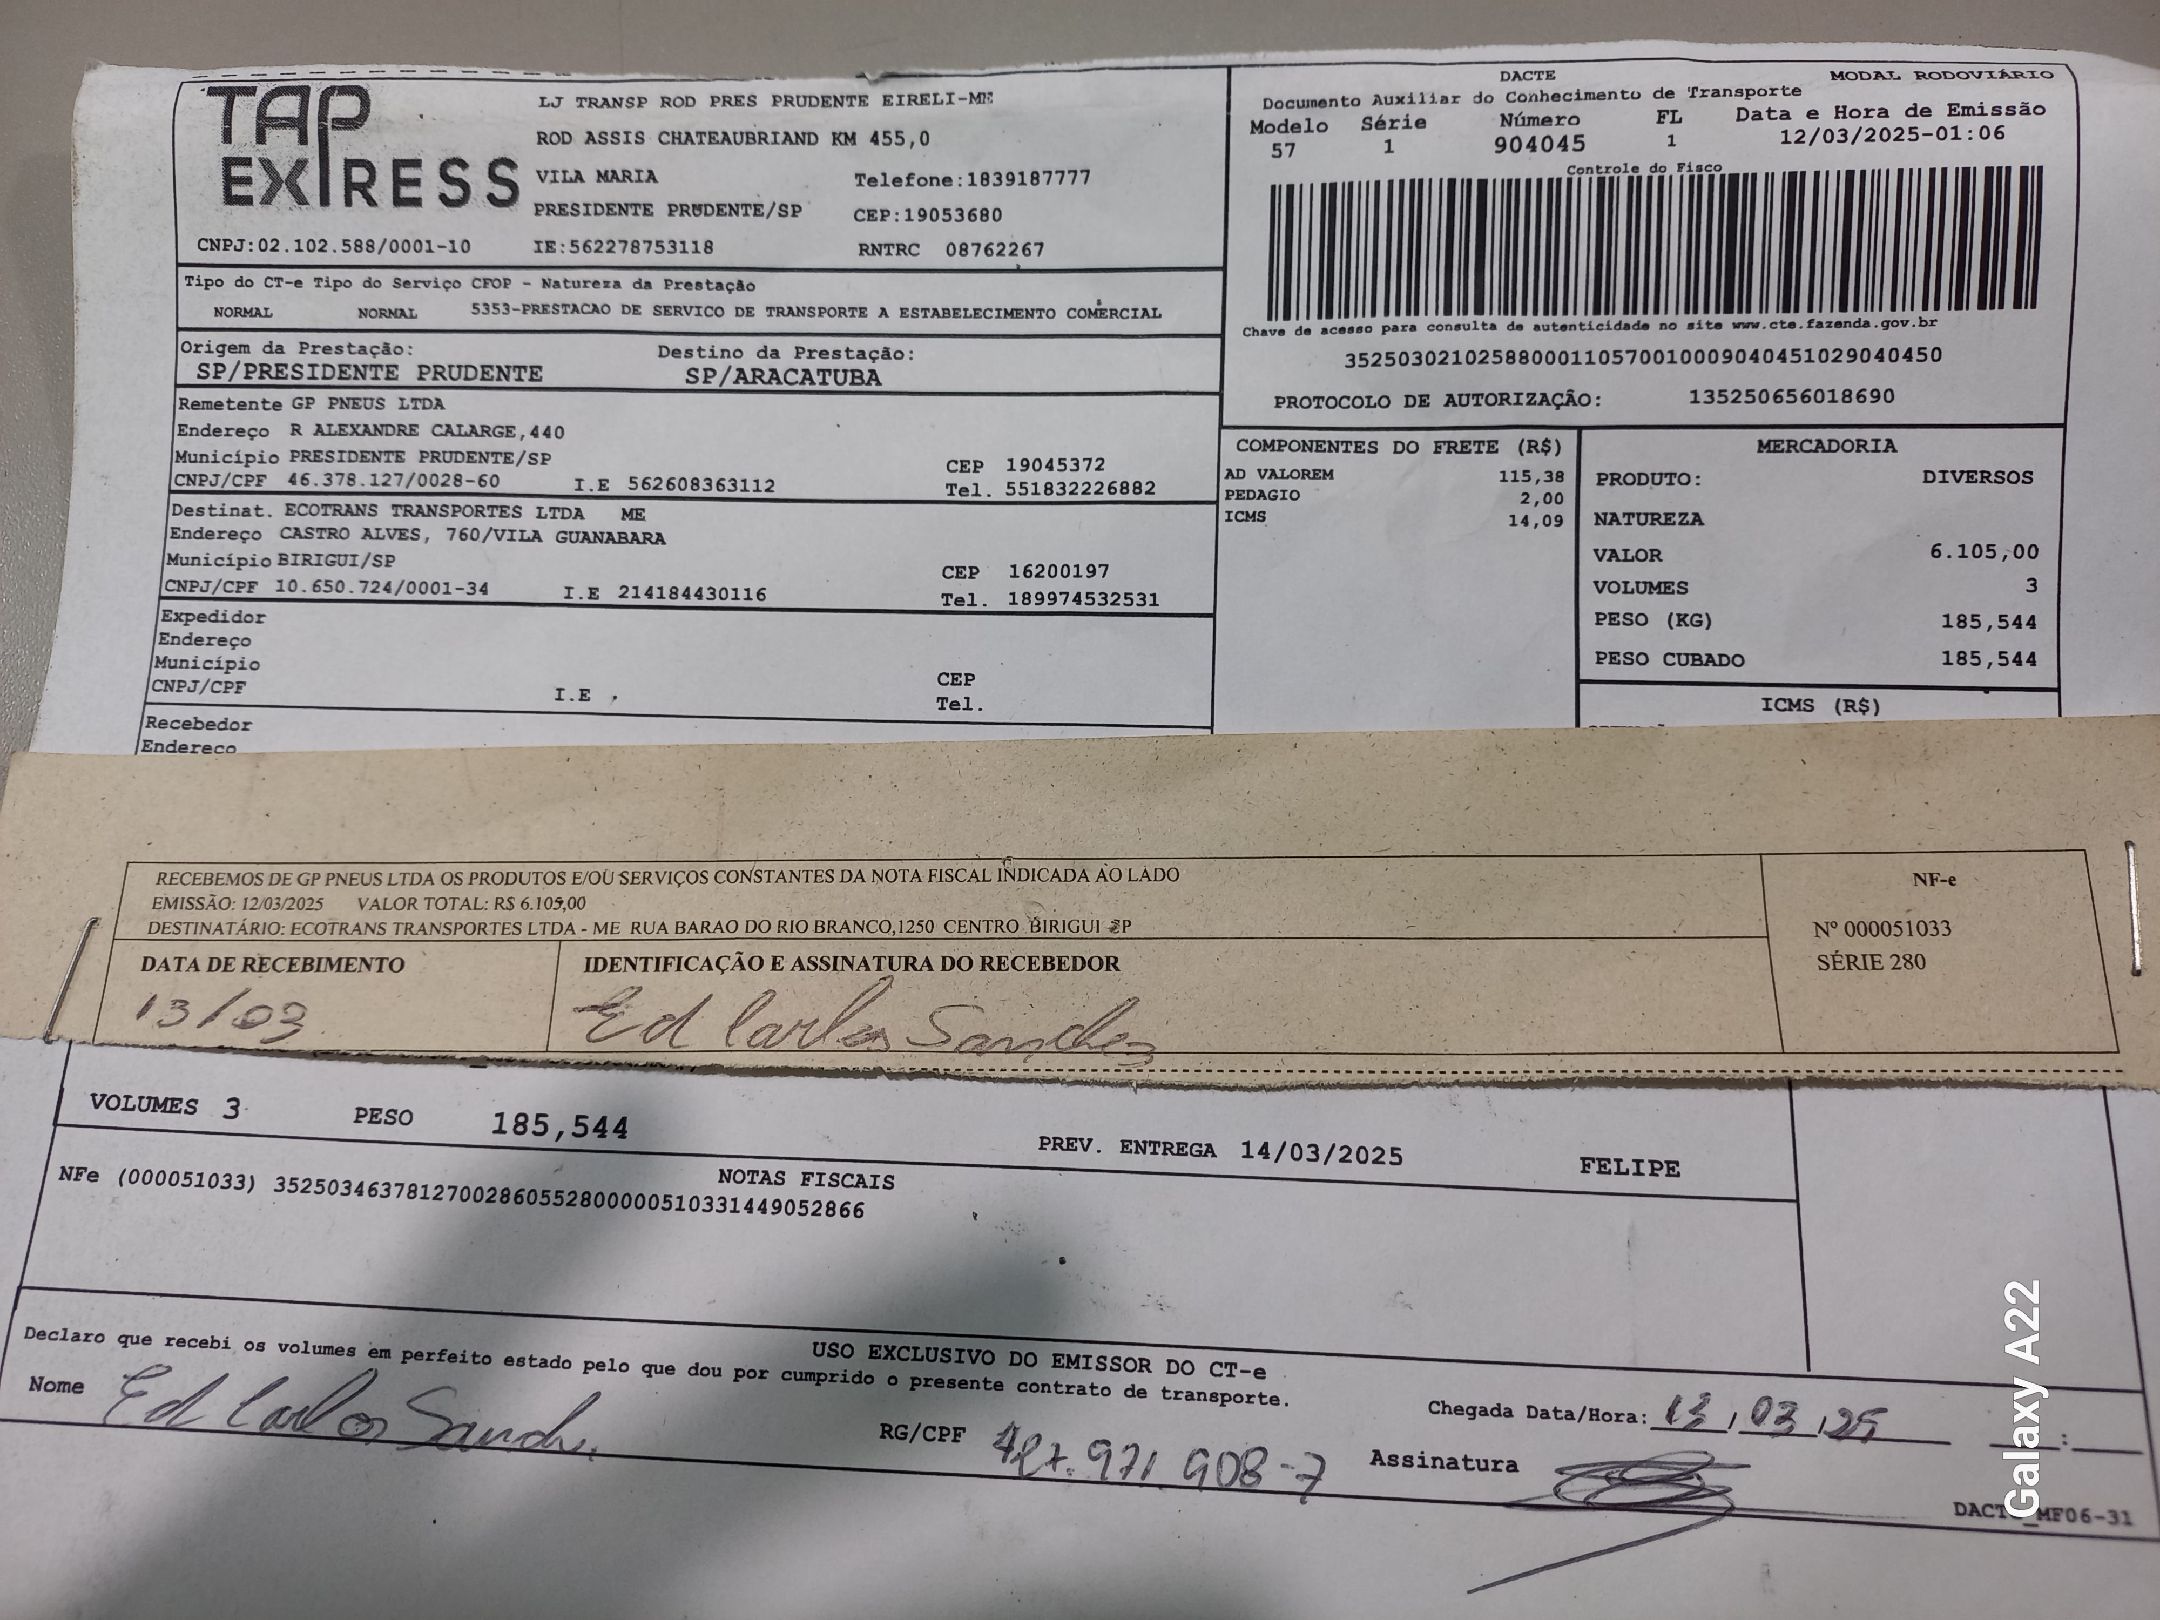 TAP EXPRESS
LJ TRANSP ROD PRES PRUDENTE EIRELI-ME
ROD ASSIS CHATEAUBRIAND KM 455,0
VILA MARIA Telefone:1839187777
PRESIDENTE PRUDENTE/SP CEP:19053680
CNPJ:02.102.588/0001-10 IE:562278753118 RNTRC 08762267
DACTE MODAL RODOVIÁRIO
Documento Auxiliar do Conhecimento de Transporte
Modelo Série Número FL Data e Hora de Emissão
57 1 904045 1 12/03/2025-01:06
Controle do Fisco
Chave de acesso para consulta de autenticidade no site www.cte.fazenda.gov.br
35250302102588000110570010009040451029040450
PROTOCOLO DE AUTORIZAÇÃO: 135250656018690
Tipo do CT-e Tipo do Serviço CFOP - Natureza da Prestação
NORMAL NORMAL 5353-PRESTACAO DE SERVICO DE TRANSPORTE A ESTABELECIMENTO COMERCIAL
Origem da Prestação: Destino da Prestação:
SP/PRESIDENTE PRUDENTE SP/ARACATUBA
Remetente GP PNEUS LTDA
Endereço R ALEXANDRE CALARGE,440
Município PRESIDENTE PRUDENTE/SP CEP 19045372
CNPJ/CPF 46.378.127/0028-60 I.E 562608363112 Tel. 551832226882
Destinat. ECOTRANS TRANSPORTES LTDA ME
Endereço CASTRO ALVES, 760/VILA GUANABARA
Município BIRIGUI/SP CEP 16200197
CNPJ/CPF 10.650.724/0001-34 I.E 214184430116 Tel. 189974532531
Expedidor
Endereço
Município CEP
CNPJ/CPF I.E Tel.
Recebedor
Endereço
COMPONENTES DO FRETE (R$)
AD VALOREM 115,38
PEDAGIO 2,00
ICMS 14,09
MERCADORIA
PRODUTO: DIVERSOS
NATUREZA
VALOR 6.105,00
VOLUMES 3
PESO (KG) 185,544
PESO CUBADO 185,544
ICMS (R$)
RECEBEMOS DE GP PNEUS LTDA OS PRODUTOS E/OU SERVIÇOS CONSTANTES DA NOTA FISCAL INDICADA AO LADO
EMISSÃO: 12/03/2025 VALOR TOTAL: R$ 6.105,00
DESTINATÁRIO: ECOTRANS TRANSPORTES LTDA - ME RUA BARAO DO RIO BRANCO,1250 CENTRO BIRIGUI SP
NF-e
Nº 000051033
SÉRIE 280
DATA DE RECEBIMENTO IDENTIFICAÇÃO E ASSINATURA DO RECEBEDOR
13/03 Ed Carlos Sanches
VOLUMES 3 PESO 185,544 PREV. ENTREGA 14/03/2025 FELIPE
NOTAS FISCAIS
NFe (000051033) 35250346378127002860552800000510331449052866
USO EXCLUSIVO DO EMISSOR DO CT-e
Declaro que recebi os volumes em perfeito estado pelo que dou por cumprido o presente contrato de transporte.
Nome Ed Carlos RG/CPF 427.971 908-7 Chegada Data/Hora: 13/03/25 :
Assinatura
DACTE_MF06-31
Galaxy A22